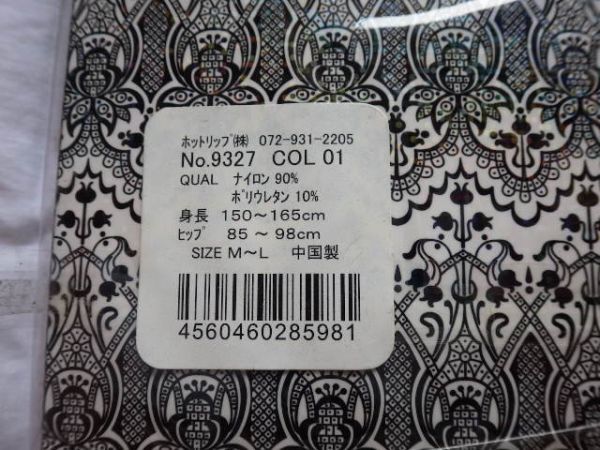 ホットリップ(株) 072-931-2205
No.9327 COL 01
QUAL ナイロン 90%
ポリウレタン 10%
身長 150～165cm
ヒップ 85～98cm
SIZE M～L 中国製
4560460285981